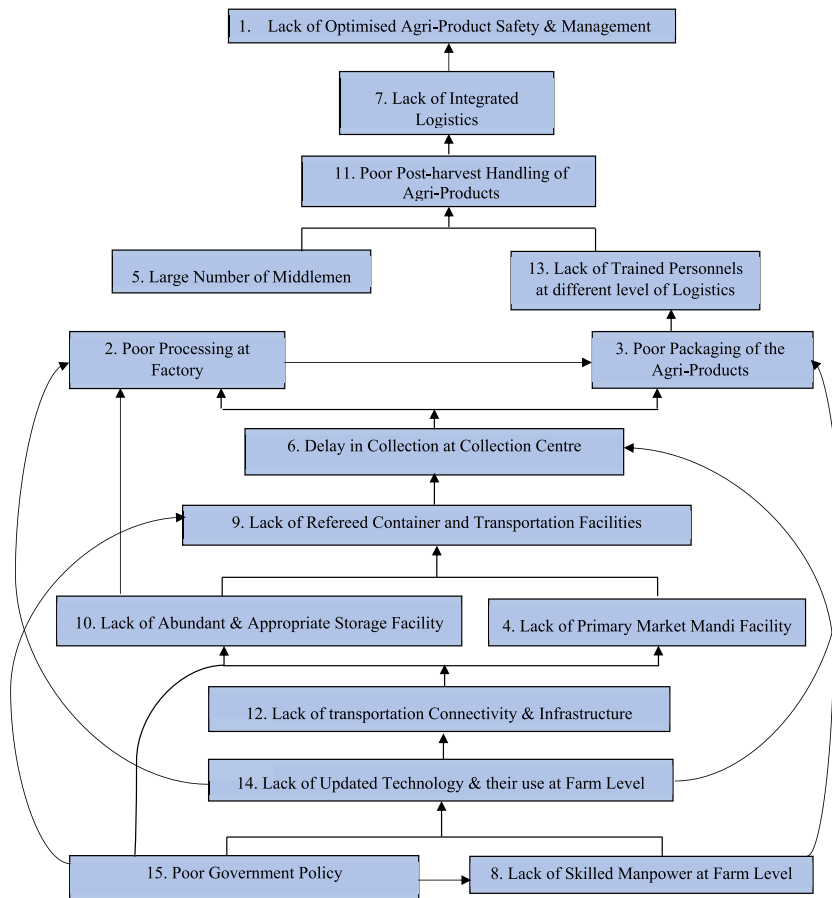 1. Lack of Optimised Agri-Product Safety & Management
7. Lack of Integrated
Logistics
11. Poor Post-harvest Handling of
Agri-Products
5. Large Number of Middlemen
13. Lack of Trained Personnels
at different level of Logistics
2. Poor Processing at
Factory
3. Poor Packaging of the
Agri-Products
6. Delay in Collection at Collection Centre
9. Lack of Refereed Container and Transportation Facilities
10. Lack of Abundant & Appropriate Storage Facility
4. Lack of Primary Market Mandi Facility
12. Lack of transportation Connectivity & Infrastructure
14. Lack of Updated Technology & their use at Farm Level
15. Poor Government Policy
8. Lack of Skilled Manpower at Farm Level